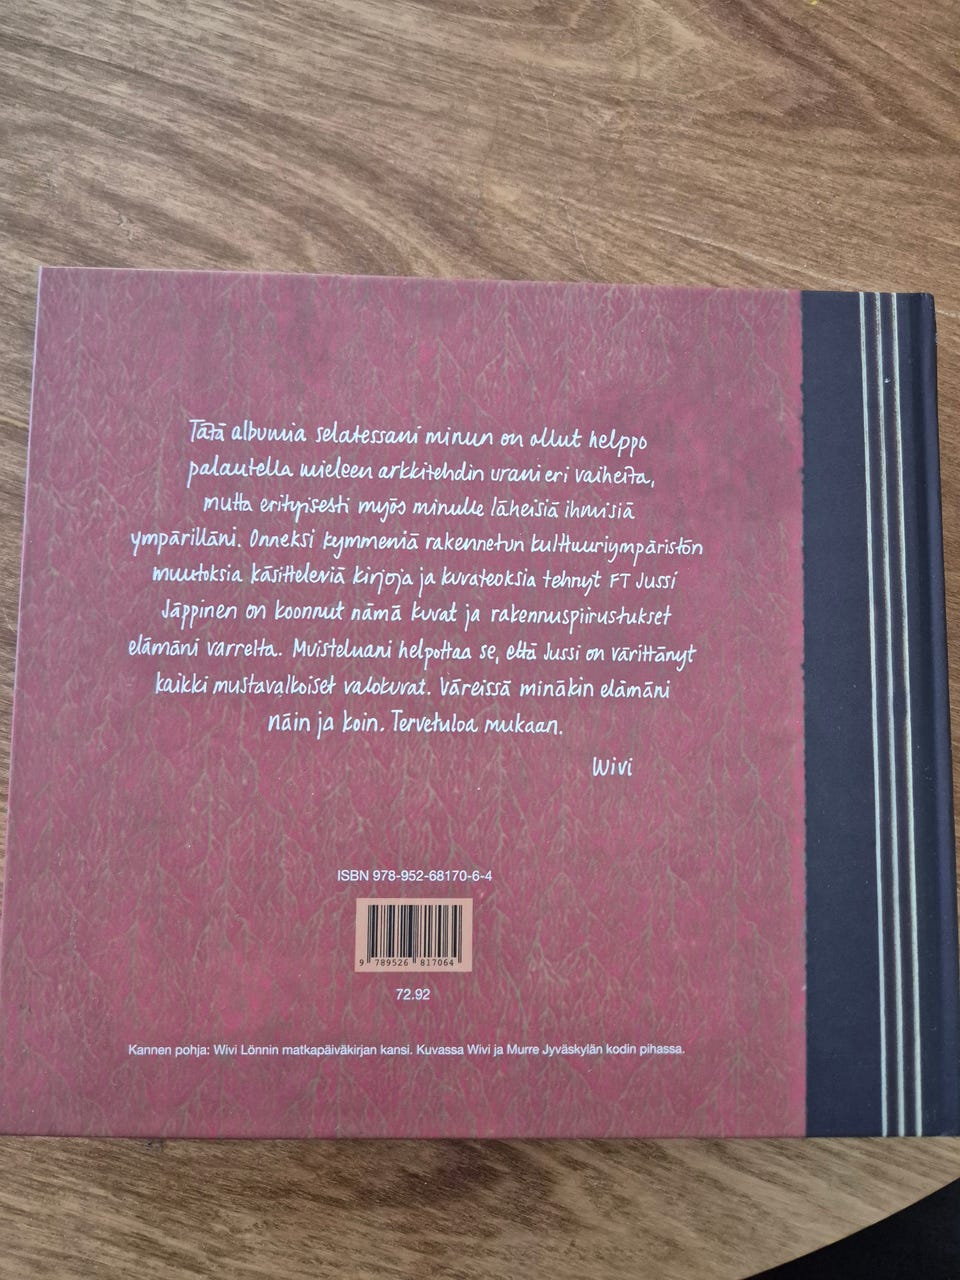 Tätä albumia selatessani minun on ollut helppo
palautella mieleen arkkitehdin urani eri vaiheita,
mutta erityisesti myös minulle läheisiä ihmisiä
ympärilläni. Onneksi kymmeniä rakennetun kulttuuriympäristön
muutoksia käsitteleviä kirjoja ja kuvateoksia tehnyt FT Jussi
Jäppinen on koonnut nämä kuvat ja rakennuspiirustukset
elämäni varrelta. Muisteluani helpottaa se, että Jussi on värittänyt
kaikki mustavalkoiset valokuvat. Väreissä minäkin elämäni
näin ja koin. Tervetuloa mukaan.
Wivi
ISBN 978-952-68170-6-4
9 789526 817064
72.92
Kannen pohja: Wivi Lönnin matkapäiväkirjan kansi. Kuvassa Wivi ja Murre Jyväskylän kodin pihassa.